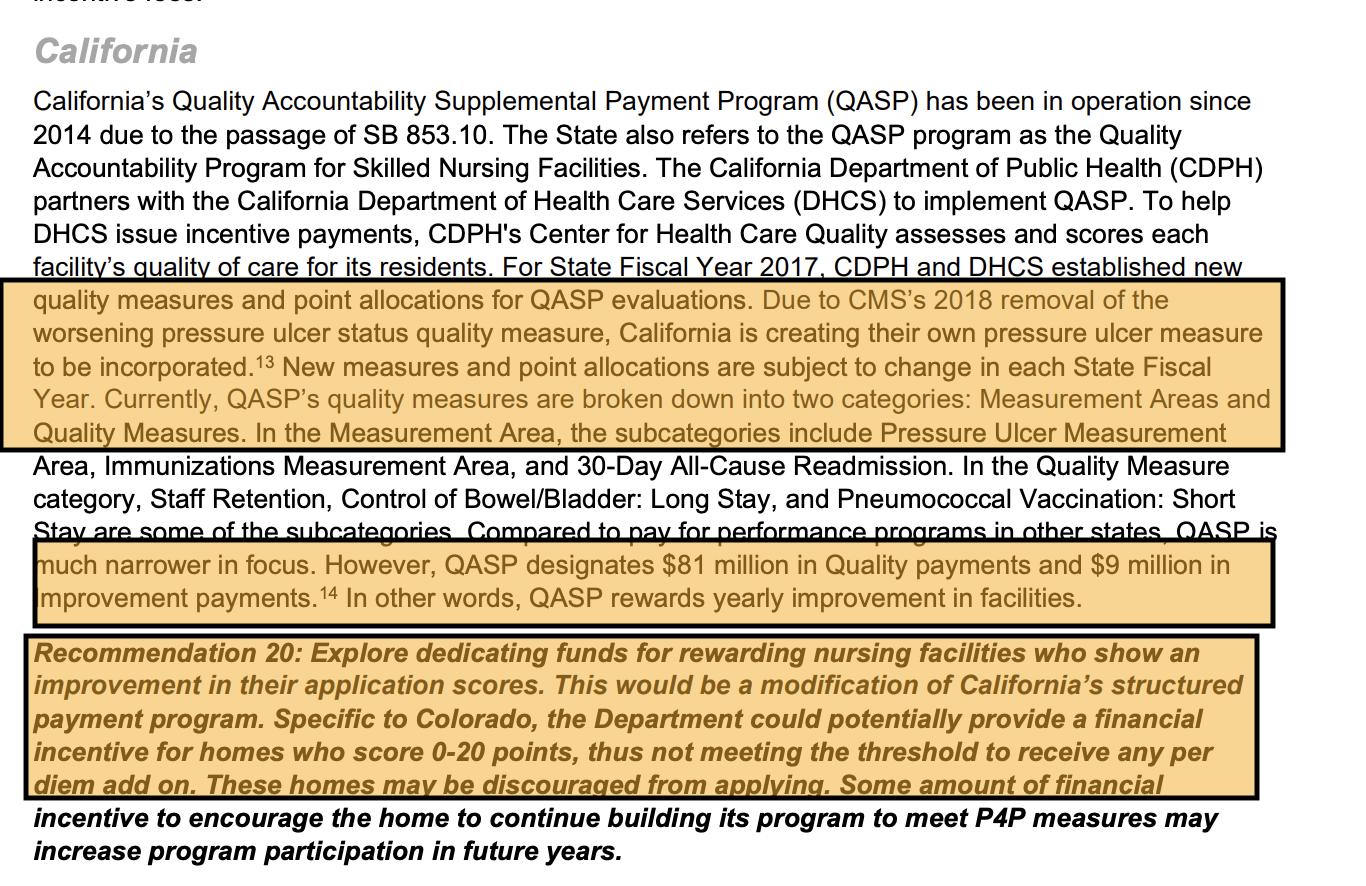 California
California’s Quality Accountability Supplemental Payment Program (QASP) has been in operation since
2014 due to the passage of SB 853.10. The State also refers to the QASP program as the Quality
Accountability Program for Skilled Nursing Facilities. The California Department of Public Health (CDPH)
partners with the California Department of Health Care Services (DHCS) to implement QASP. To help
DHCS issue incentive payments, CDPH's Center for Health Care Quality assesses and scores each
facility’s quality of care for its residents. For State Fiscal Year 2017, CDPH and DHCS established new
quality measures and point allocations for QASP evaluations. Due to CMS’s 2018 removal of the
worsening pressure ulcer status quality measure, California is creating their own pressure ulcer measure
to be incorporated.¹³ New measures and point allocations are subject to change in each State Fiscal
Year. Currently, QASP’s quality measures are broken down into two categories: Measurement Areas and
Quality Measures. In the Measurement Area, the subcategories include Pressure Ulcer Measurement
Area, Immunizations Measurement Area, and 30-Day All-Cause Readmission. In the Quality Measure
category, Staff Retention, Control of Bowel/Bladder: Long Stay, and Pneumococcal Vaccination: Short
Stay are some of the subcategories. Compared to pay for performance programs in other states, QASP is
much narrower in focus. However, QASP designates $81 million in Quality payments and $9 million in
improvement payments.¹⁴ In other words, QASP rewards yearly improvement in facilities.
Recommendation 20: Explore dedicating funds for rewarding nursing facilities who show an
improvement in their application scores. This would be a modification of California’s structured
payment program. Specific to Colorado, the Department could potentially provide a financial
incentive for homes who score 0-20 points, thus not meeting the threshold to receive any per
diem add on. These homes may be discouraged from applying. Some amount of financial
incentive to encourage the home to continue building its program to meet P4P measures may
increase program participation in future years.